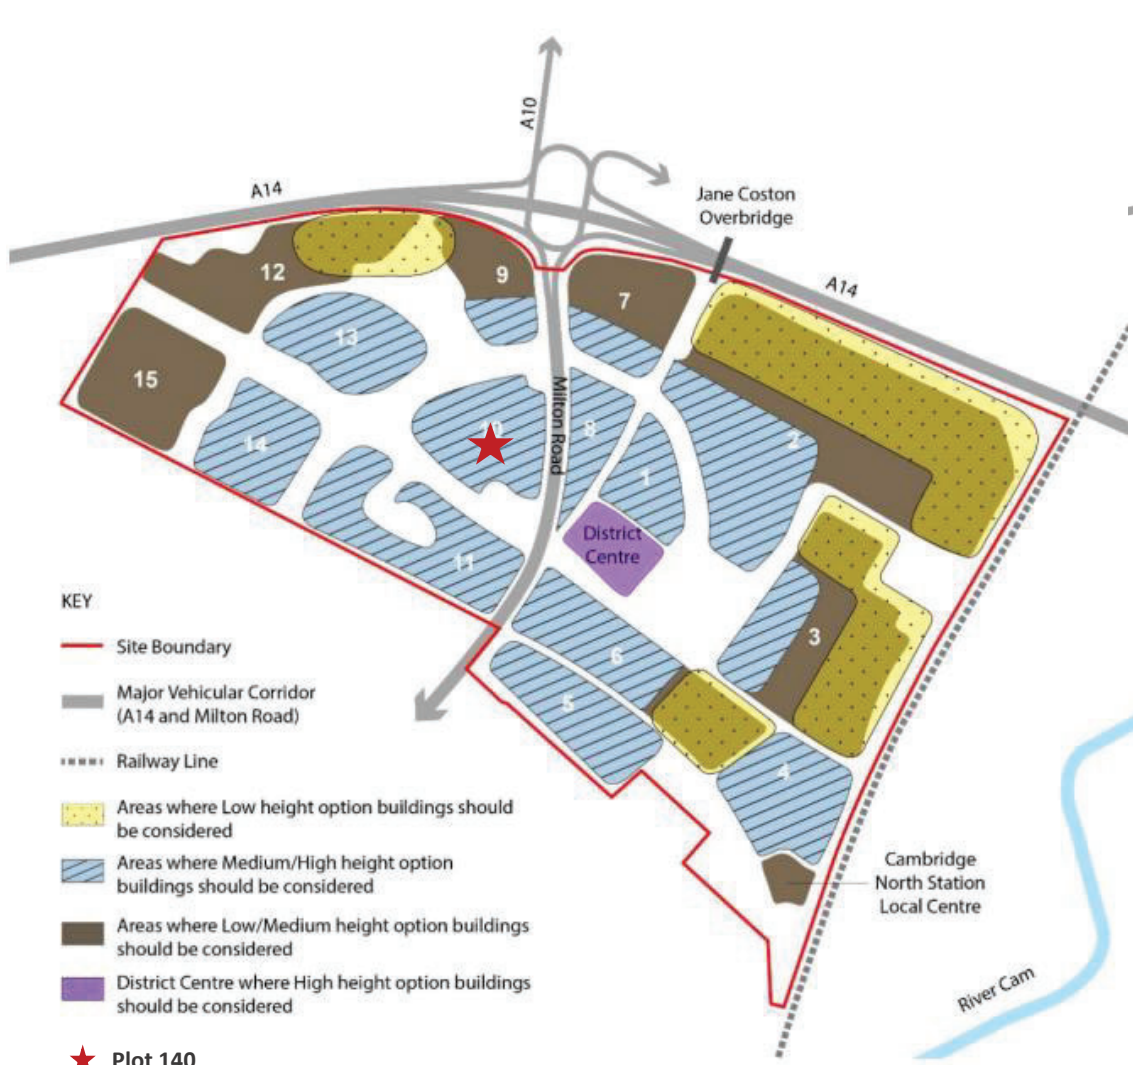 A10
A14
Jane Coston
Overbridge
A14
12
9
7
13
15
Milton Road
8
2
14
1
District
Centre
11
3
6
5
4
KEY
Site Boundary
Major Vehicular Corridor
(A14 and Milton Road)
Railway Line
Areas where Low height option buildings should
be considered
Areas where Medium/High height option
buildings should be considered
Areas where Low/Medium height option buildings
should be considered
District Centre where High height option buildings
should be considered
Plot 140
Cambridge
North Station
Local Centre
River Cam